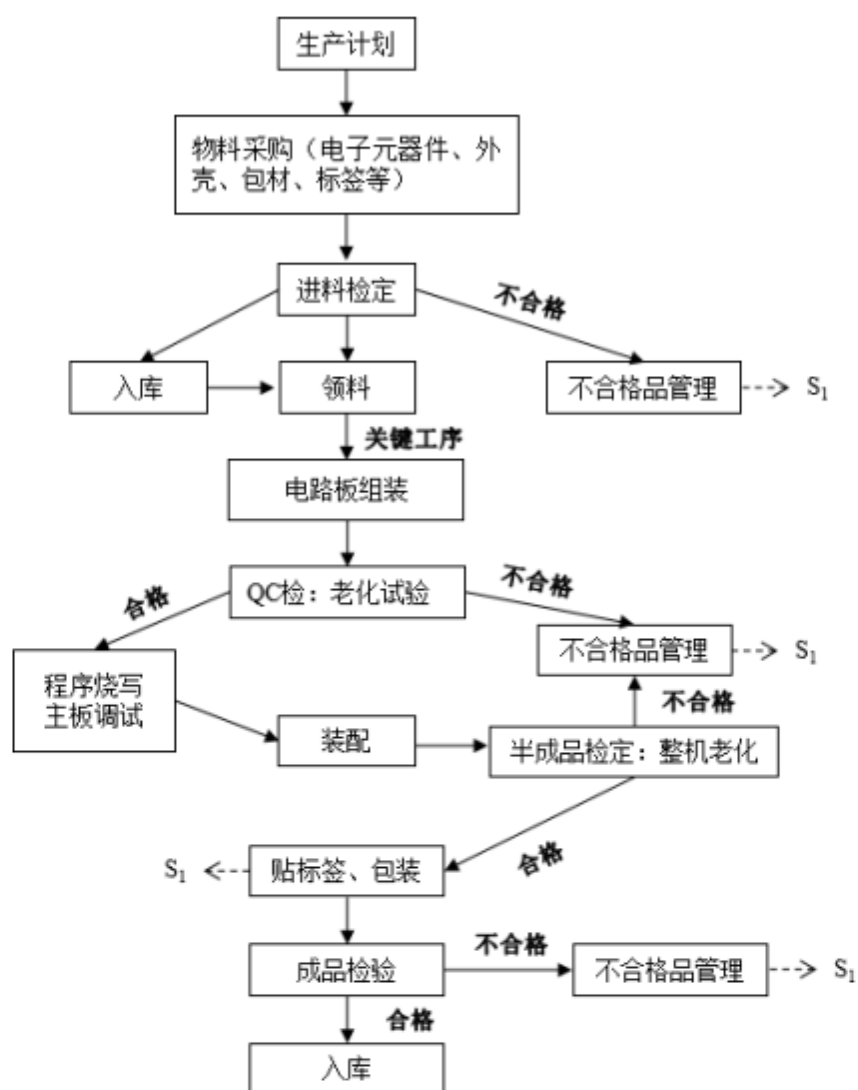 生产计划
物料采购（电子元器件、外
壳、包材、标签等）
进料检定
不合格
入库
领料
不合格品管理
S₁
关键工序
电路板组装
QC检：老化试验
合格
不合格
不合格品管理
S₁
程序烧写
主板调试
不合格
装配
半成品检定：整机老化
合格
S₁
贴标签、包装
成品检验
不合格
不合格品管理
S₁
合格
入库